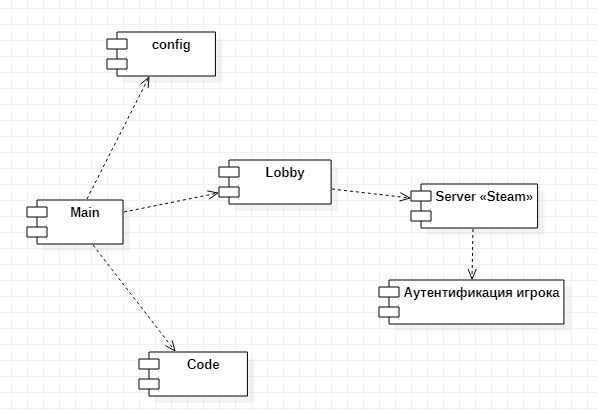 config
Lobby
Server «Steam»
Main
Аутентификация игрока
Code